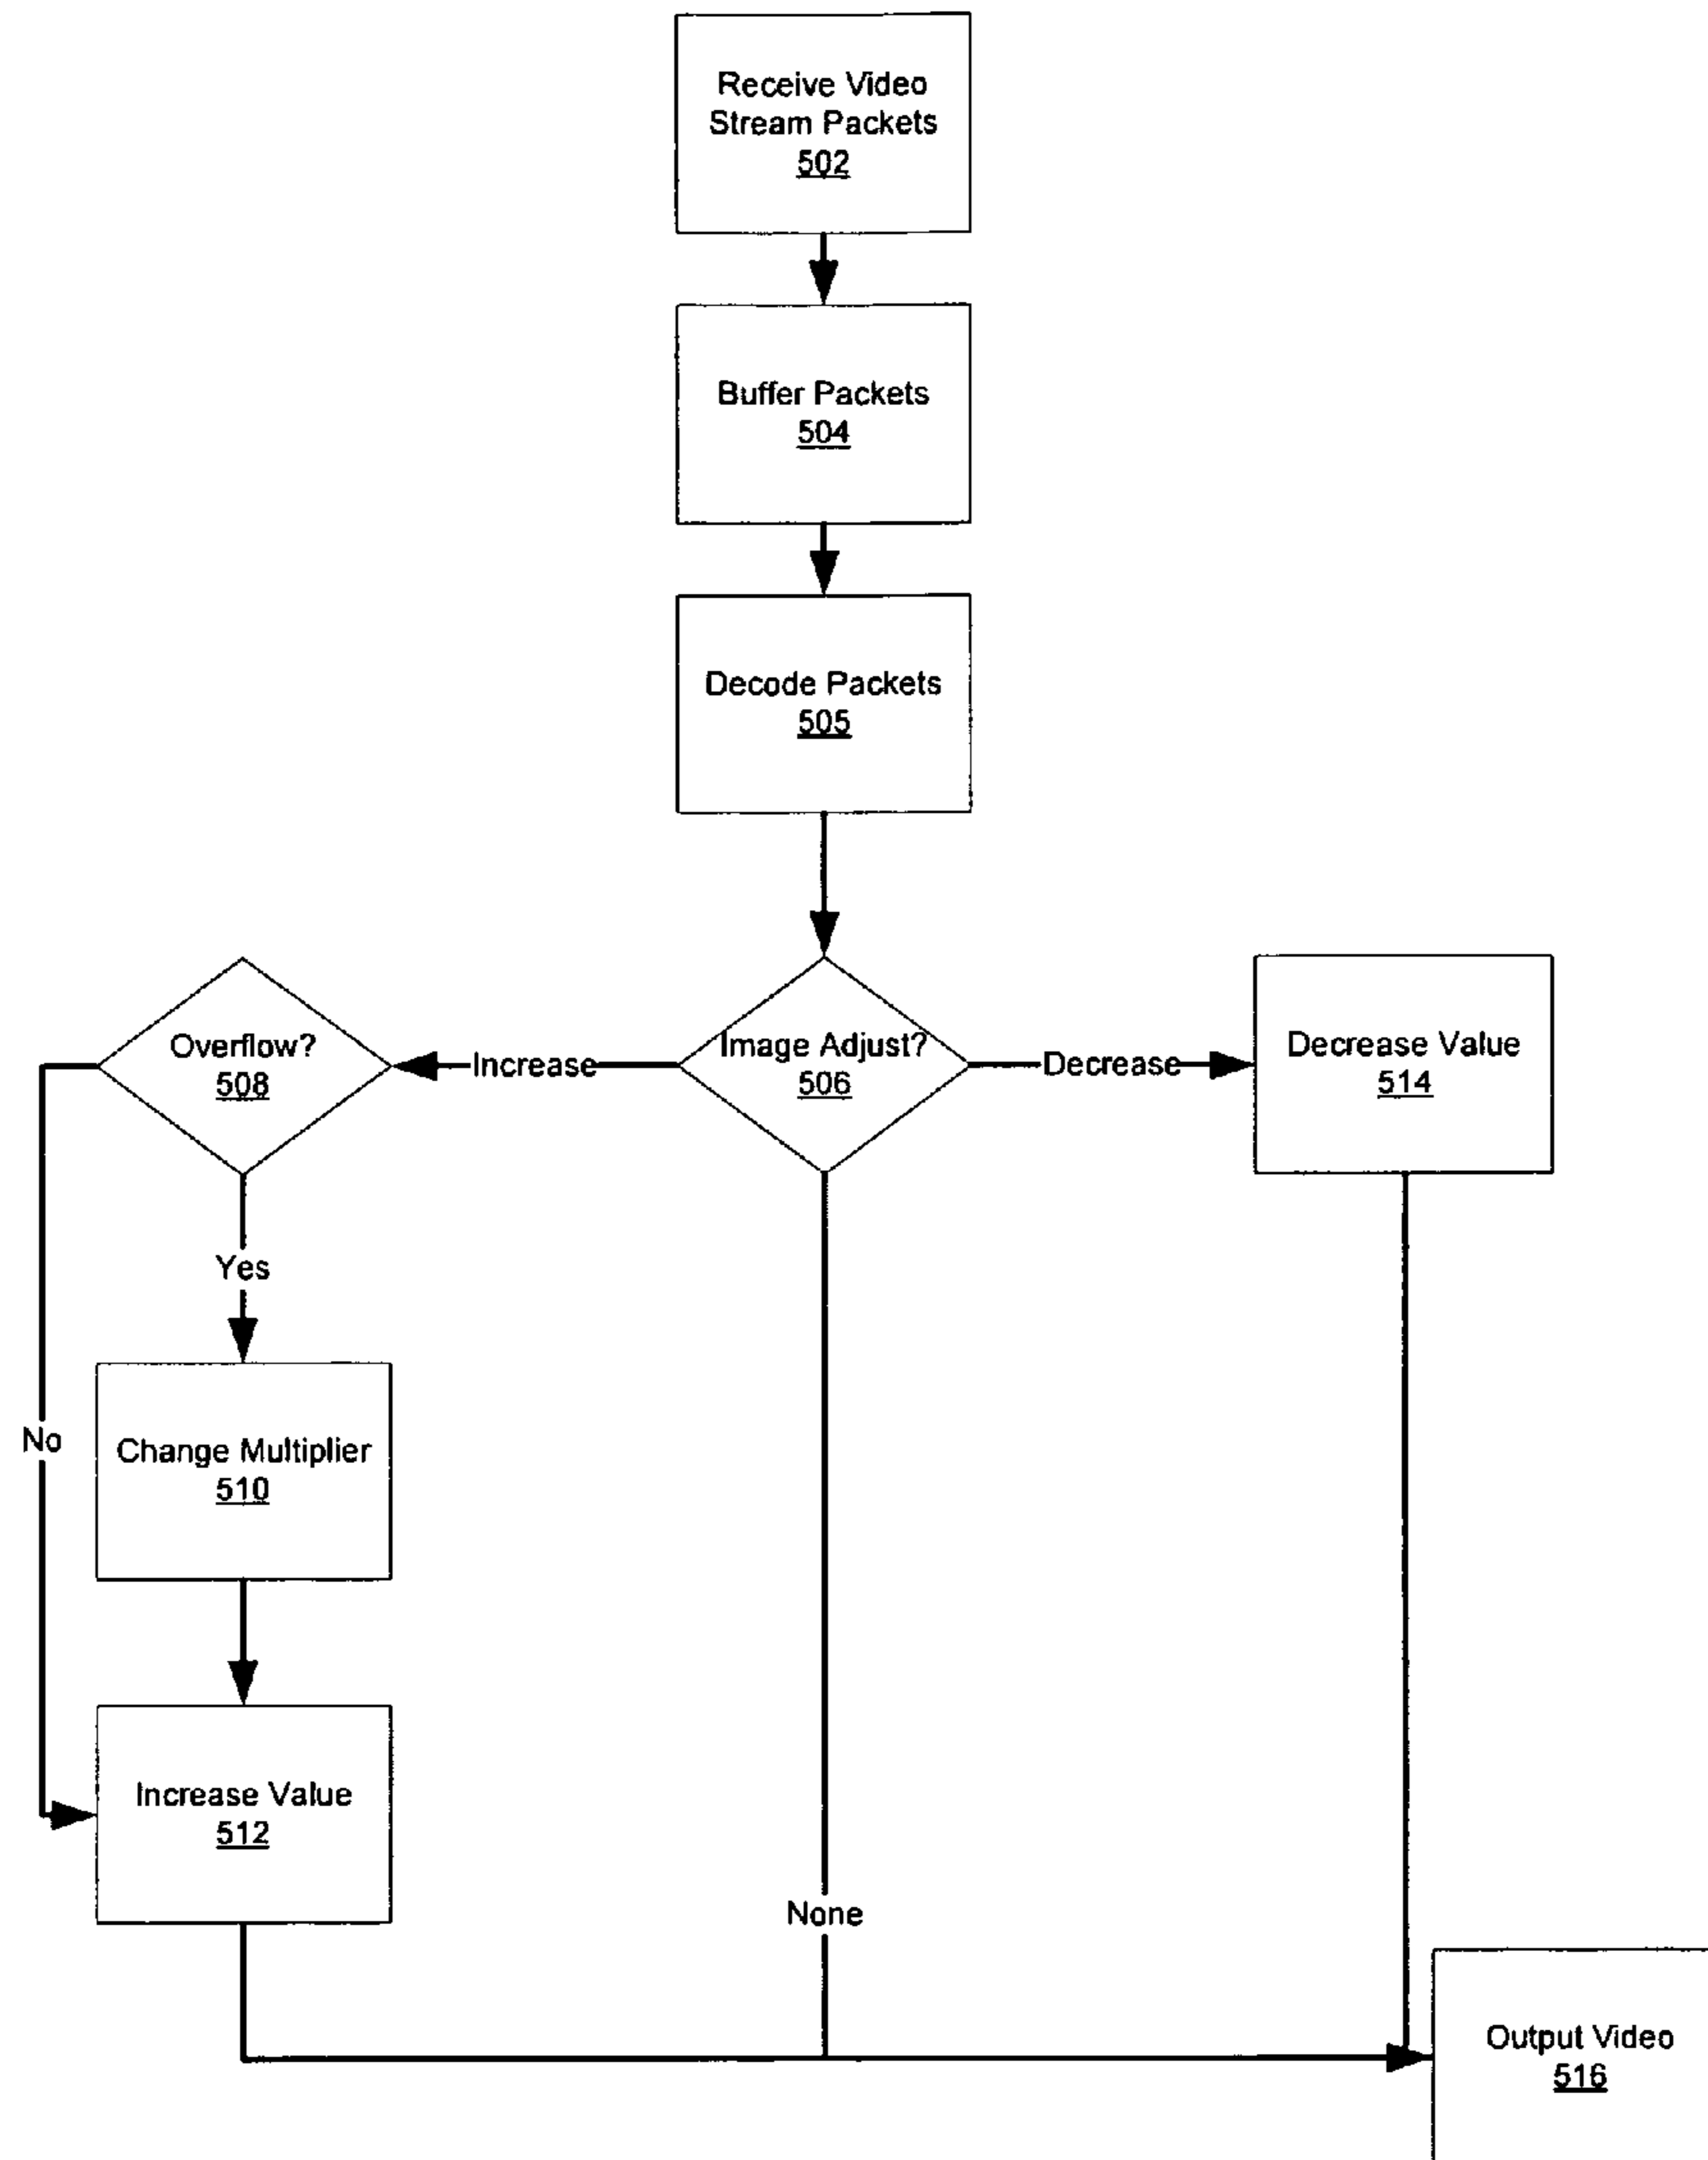 Receive Video
Stream Packets
502
Buffer Packets
504
Decode Packets
505
Overflow?
508
Increase
Image Adjust?
506
Decrease
Decrease Value
514
Yes
No
Change Multiplier
510
Increase Value
512
None
Output Video
516